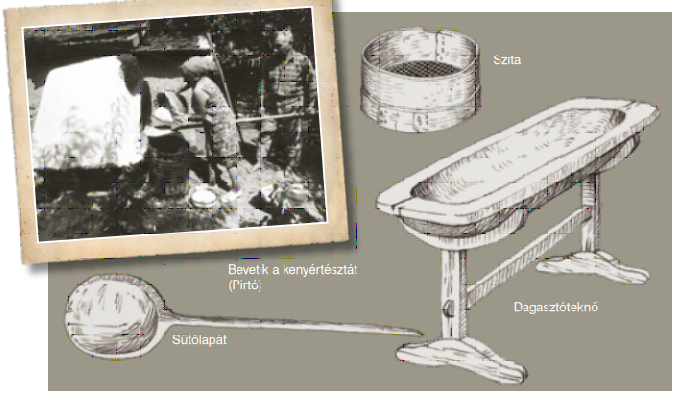 Szita
Bevetik a kenyértésztát
(Pirtó)
Dagasztóteknő
Sütőlapát